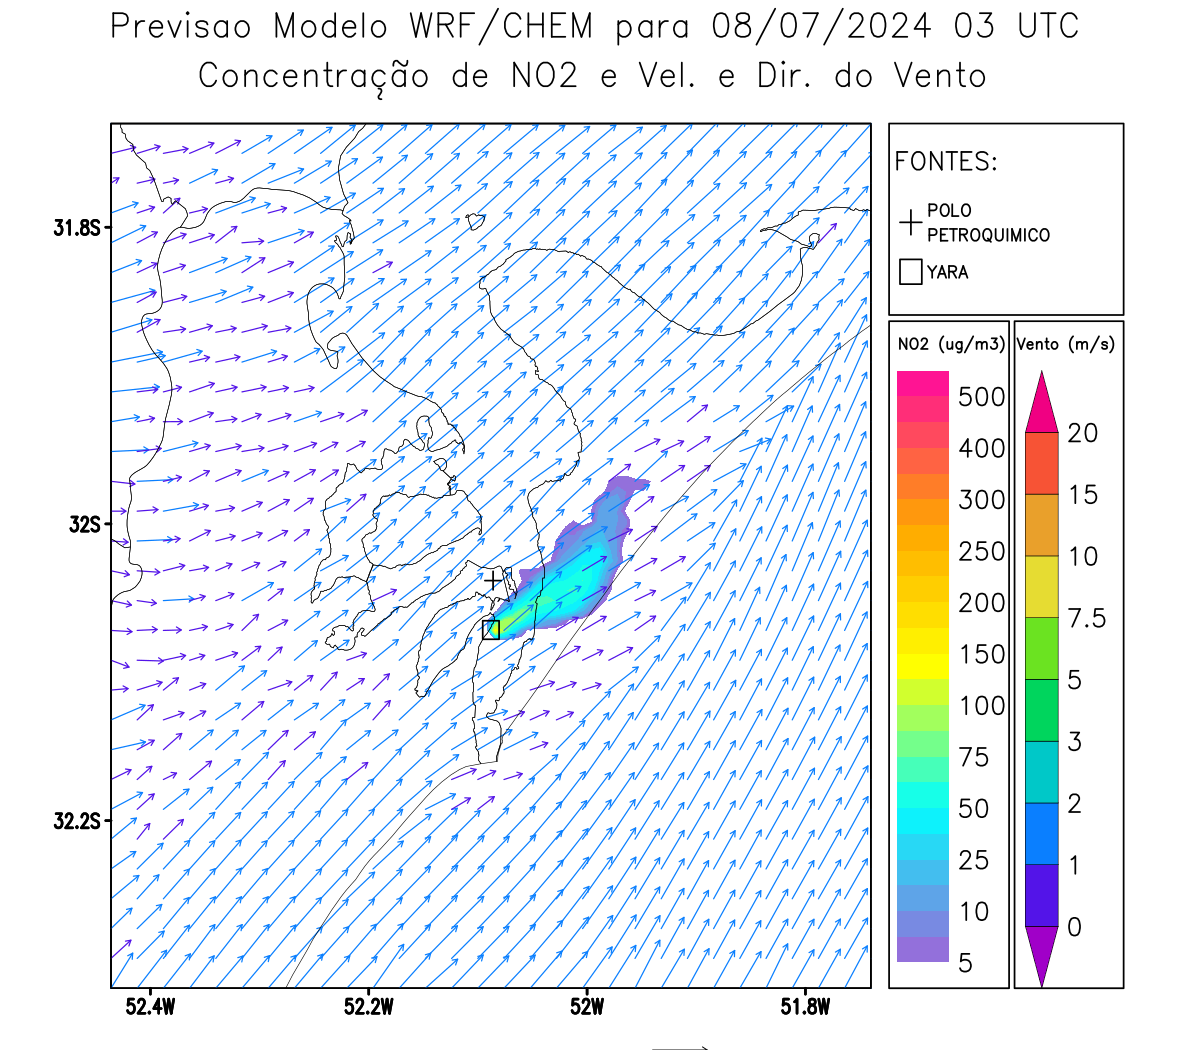 Previsao Modelo WRF/CHEM para 08/07/2024 03 UTC
Concentração de NO2 e Vel. e Dir. do Vento
FONTES:
POLO
PETROQUIMICO
YARA
31.8S
32S
32.2S
52.4W
52.2W
52W
51.8W
NO2 (ug/m3)
500
400
300
250
200
150
100
75
50
25
10
5
Vento (m/s)
20
15
10
7.5
5
3
2
1
0